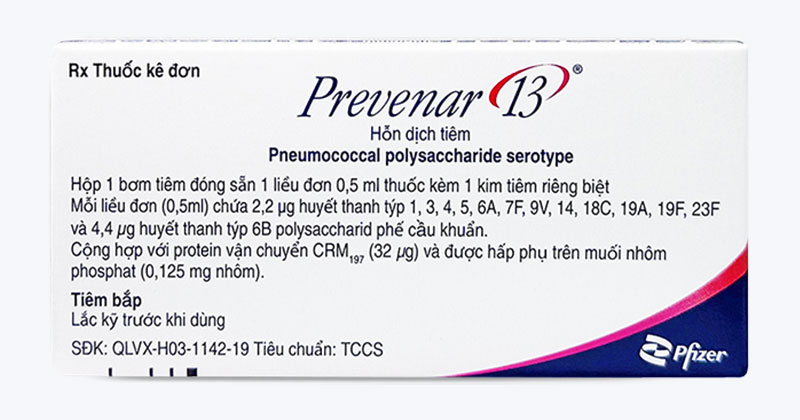 Rx Thuốc kê đơn
Prevenar 13®
Hỗn dịch tiêm
Pneumococcal polysaccharide serotype
Hộp 1 bơm tiêm đóng sẵn 1 liều đơn 0,5 ml thuốc kèm 1 kim tiêm riêng biệt
Mỗi liều đơn (0,5ml) chứa 2,2 µg huyết thanh týp 1, 3, 4, 5, 6A, 7F, 9V, 14, 18C, 19A, 19F, 23F
và 4,4 µg huyết thanh týp 6B polysaccharid phế cầu khuẩn.
Cộng hợp với protein vận chuyển CRM197 (32 µg) và được hấp phụ trên muối nhôm
phosphat (0,125 mg nhôm).
Tiêm bắp
Lắc kỹ trước khi dùng
SĐK: QLVX-H03-1142-19 Tiêu chuẩn: TCCS
Pfizer